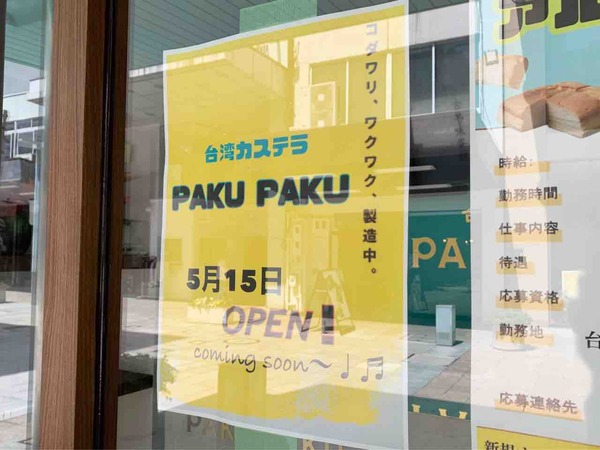 コダワリ、ワクワク、製造中。
台湾カステラ
PAKU PAKU
5月15日
OPEN!
coming soon〜♩♬
PA
時給:
勤務時間
仕事内容
待遇
応募資格
勤務地
台
応募連絡先